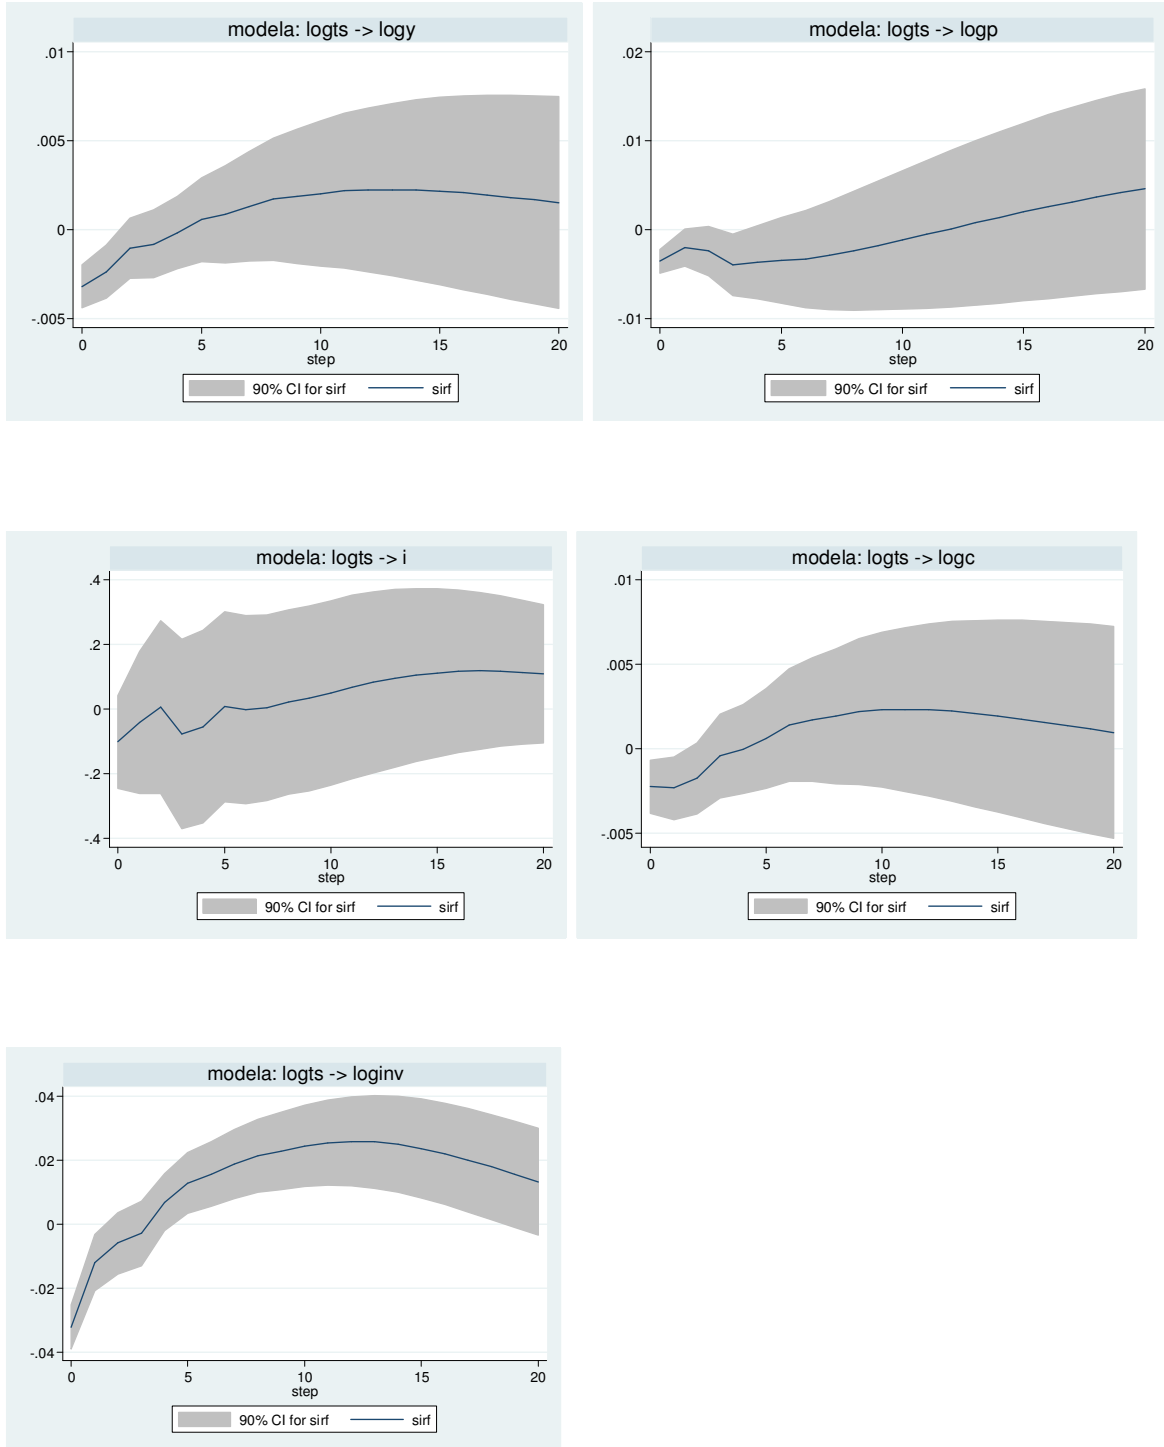 modela: logts -> logy
.01
.005
0
-.005
0 5 10 15 20
step
90% CI for sirf sirf
modela: logts -> logp
.02
.01
0
-.01
0 5 10 15 20
step
90% CI for sirf sirf
modela: logts -> i
.4
.2
0
-.2
-.4
0 5 10 15 20
step
90% CI for sirf sirf
modela: logts -> logc
.01
.005
0
-.005
0 5 10 15 20
step
90% CI for sirf sirf
modela: logts -> loginv
.04
.02
0
-.02
-.04
0 5 10 15 20
step
90% CI for sirf sirf